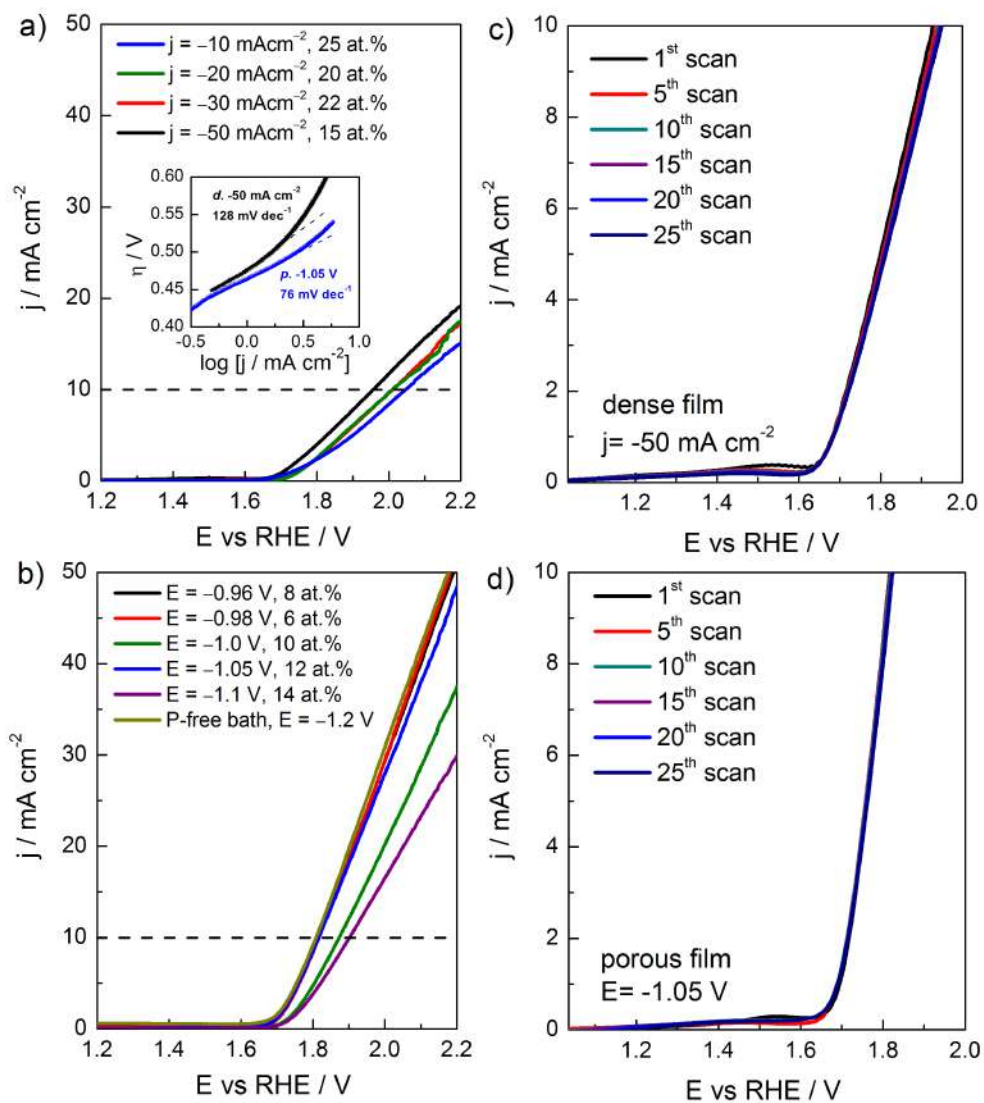 a)
50
40
30
20
10
0
j / mA cm⁻²
j = −10 mAcm⁻², 25 at.%
j = −20 mAcm⁻², 20 at.%
j = −30 mAcm⁻², 22 at.%
j = −50 mAcm⁻², 15 at.%
0.60
0.55
0.50
0.45
0.40
η / V
d. -50 mA cm⁻²
128 mV dec⁻¹
p. -1.05 V
76 mV dec⁻¹
-0.5 0.0 0.5 1.0
log [j / mA cm⁻²]
1.2 1.4 1.6 1.8 2.0 2.2
E vs RHE / V
c)
10
8
6
4
2
0
j / mA cm⁻²
1ˢᵗ scan
5ᵗʰ scan
10ᵗʰ scan
15ᵗʰ scan
20ᵗʰ scan
25ᵗʰ scan
dense film
j= -50 mA cm⁻²
1.2 1.4 1.6 1.8 2.0
E vs RHE / V
b)
50
40
30
20
10
0
j / mA cm⁻²
E = −0.96 V, 8 at.%
E = −0.98 V, 6 at.%
E = −1.0 V, 10 at.%
E = −1.05 V, 12 at.%
E = −1.1 V, 14 at.%
P-free bath, E = −1.2 V
1.2 1.4 1.6 1.8 2.0 2.2
E vs RHE / V
d)
10
8
6
4
2
0
j / mA cm⁻²
1ˢᵗ scan
5ᵗʰ scan
10ᵗʰ scan
15ᵗʰ scan
20ᵗʰ scan
25ᵗʰ scan
porous film
E= -1.05 V
1.2 1.4 1.6 1.8 2.0
E vs RHE / V